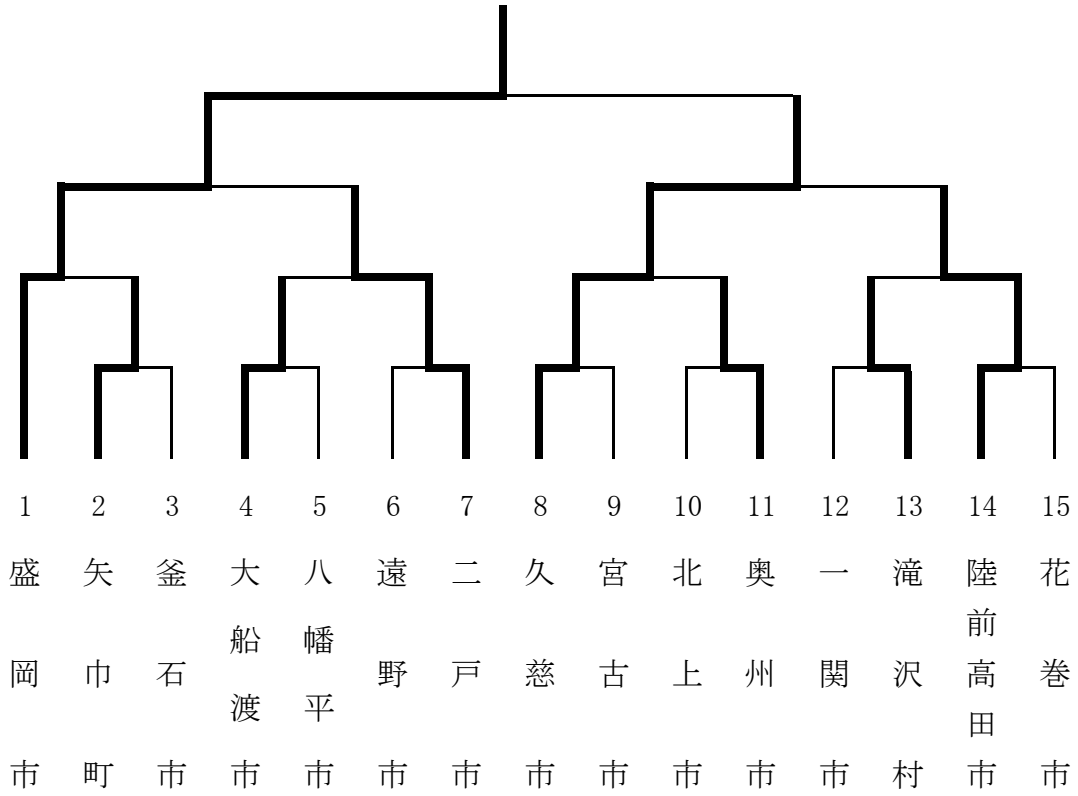 1 2 3 4 5 6 7 8 9 10 11 12 13 14 15
盛岡市
矢巾町
釜石市
大船渡市
八幡平市
遠野市
二戸市
久慈市
宮古市
北上市
奥州市
一関市
滝沢村
陸前高田市
花巻市